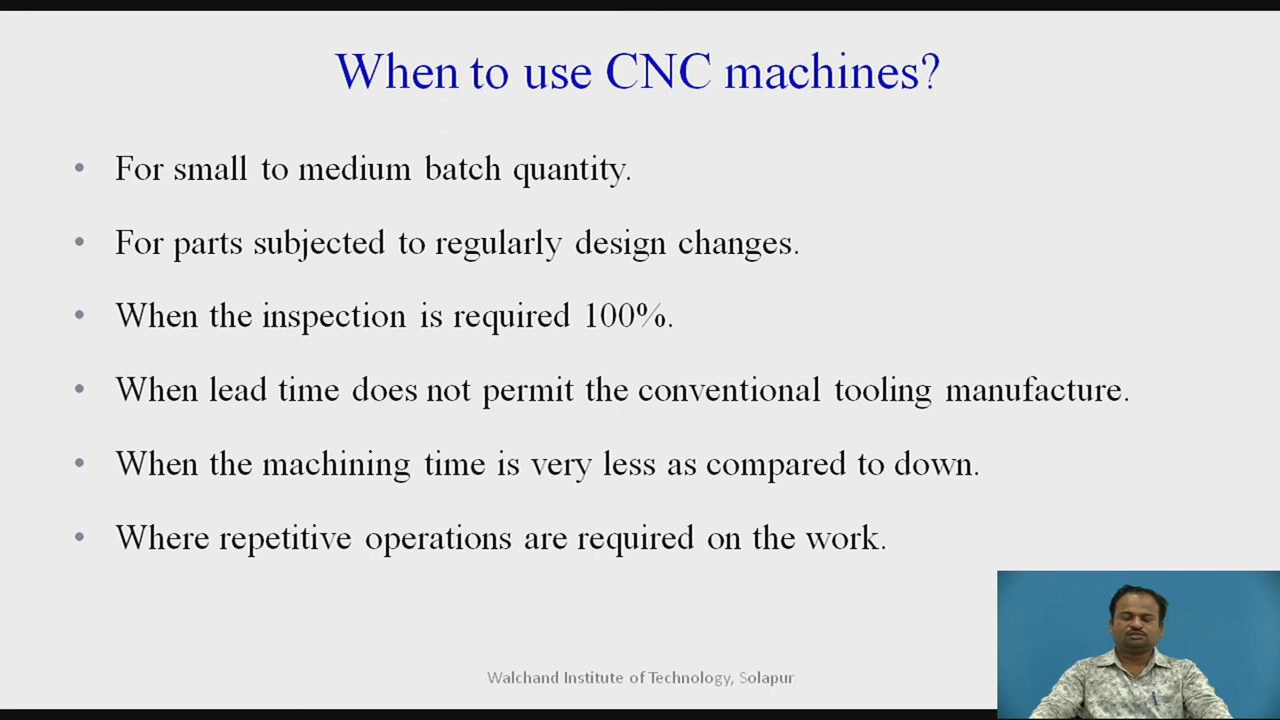 When to use CNC machines?
• For small to medium batch quantity.
• For parts subjected to regularly design changes.
• When the inspection is required 100%.
• When lead time does not permit the conventional tooling manufacture.
• When the machining time is very less as compared to down.
• Where repetitive operations are required on the work.
Walchand Institute of Technology, Solapur